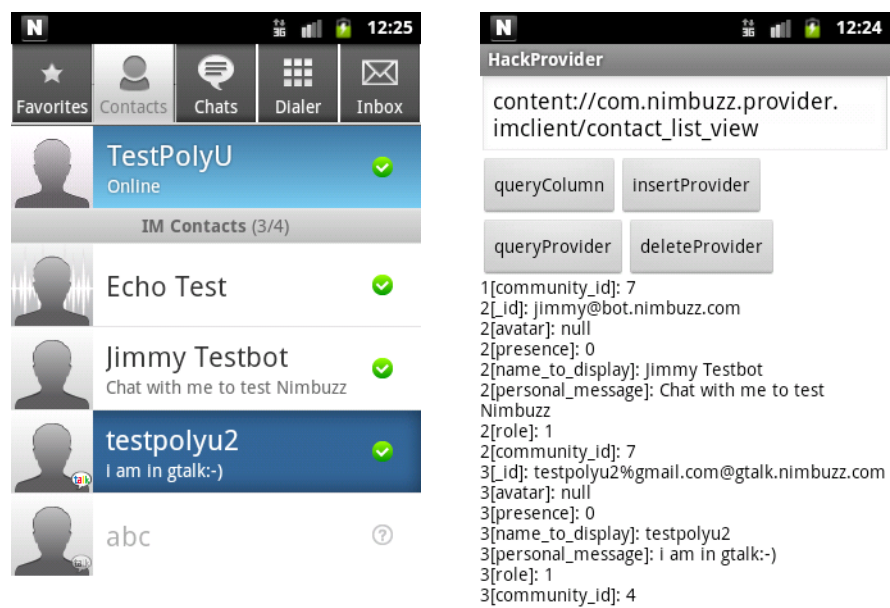 N 3G 12:25
Favorites Contacts Chats Dialer Inbox
TestPolyU
Online
IM Contacts (3/4)
Echo Test
Jimmy Testbot
Chat with me to test Nimbuzz
testpolyu2
i am in gtalk:-)
talk
abc
N 3G 12:24
HackProvider
content://com.nimbuzz.provider.
imclient/contact_list_view
queryColumn insertProvider
queryProvider deleteProvider
1[community_id]: 7
2[_id]: jimmy@bot.nimbuzz.com
2[avatar]: null
2[presence]: 0
2[name_to_display]: Jimmy Testbot
2[personal_message]: Chat with me to test
Nimbuzz
2[role]: 1
2[community_id]: 7
3[_id]: testpolyu2%gmail.com@gtalk.nimbuzz.com
3[avatar]: null
3[presence]: 0
3[name_to_display]: testpolyu2
3[personal_message]: i am in gtalk:-)
3[role]: 1
3[community_id]: 4